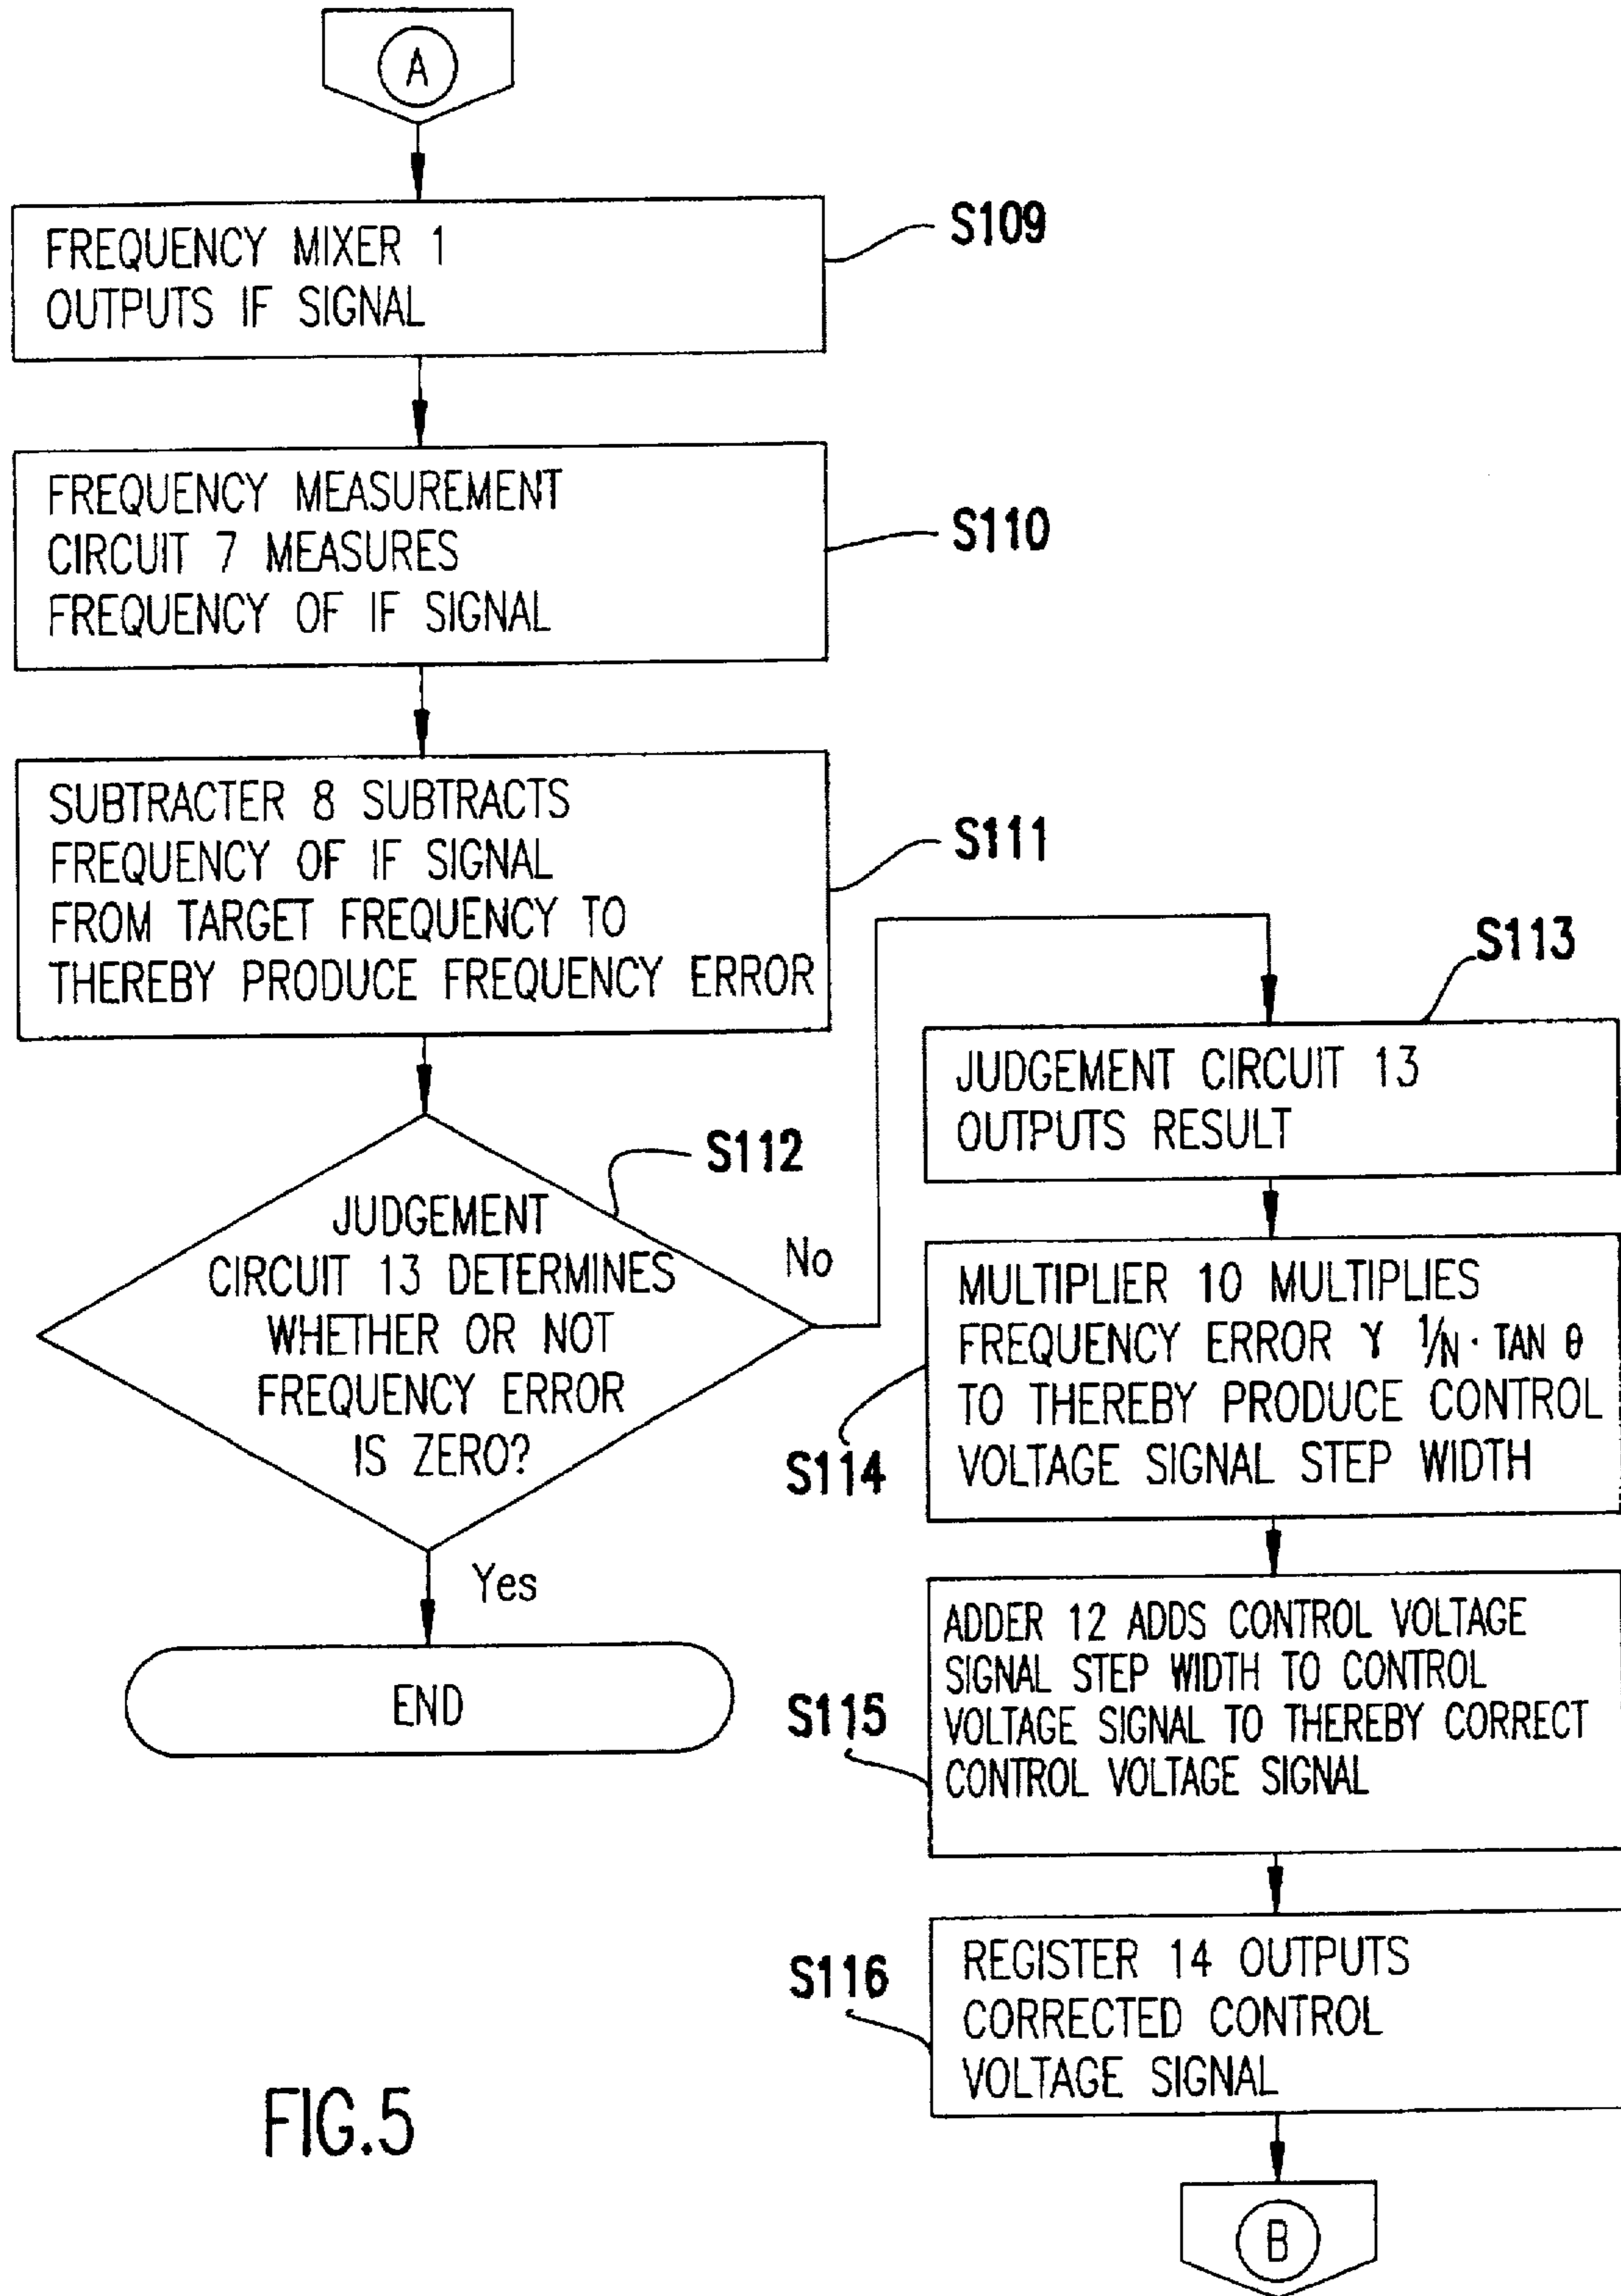 A
FREQUENCY MIXER 1
OUTPUTS IF SIGNAL
S109
FREQUENCY MEASUREMENT
CIRCUIT 7 MEASURES
FREQUENCY OF IF SIGNAL
S110
SUBTRACTER 8 SUBTRACTS
FREQUENCY OF IF SIGNAL
FROM TARGET FREQUENCY TO
THEREBY PRODUCE FREQUENCY ERROR
S111
JUDGEMENT
CIRCUIT 13 DETERMINES
WHETHER OR NOT
FREQUENCY ERROR
IS ZERO?
S112
No
Yes
END
S113
JUDGEMENT CIRCUIT 13
OUTPUTS RESULT
MULTIPLIER 10 MULTIPLIES
FREQUENCY ERROR γ 1/N · TAN θ
TO THEREBY PRODUCE CONTROL
VOLTAGE SIGNAL STEP WIDTH
S114
ADDER 12 ADDS CONTROL VOLTAGE
SIGNAL STEP WIDTH TO CONTROL
VOLTAGE SIGNAL TO THEREBY CORRECT
CONTROL VOLTAGE SIGNAL
S115
REGISTER 14 OUTPUTS
CORRECTED CONTROL
VOLTAGE SIGNAL
S116
B
FIG.5